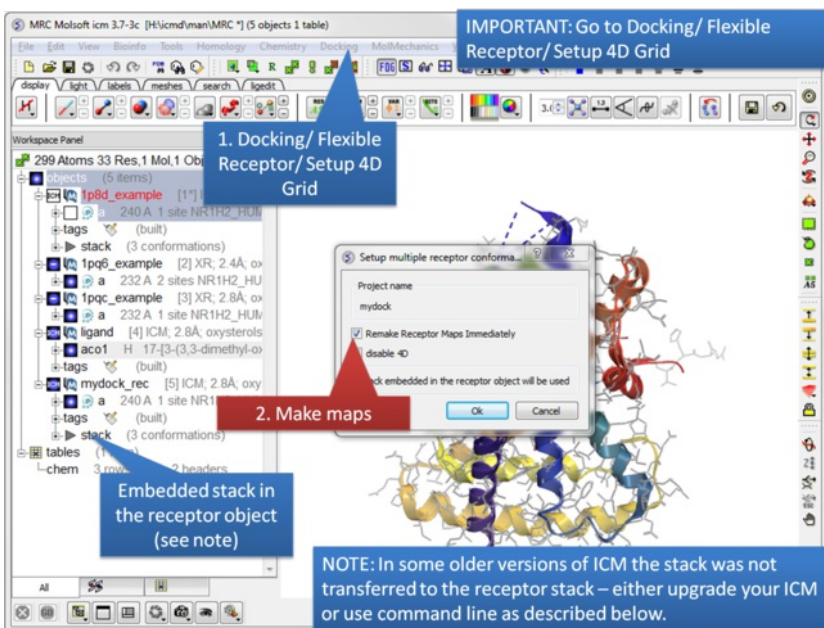 MRC Molsoft icm 3.7-3c [H:\icmd\man\MRC *] (5 objects 1 table)
IMPORTANT: Go to Docking/ Flexible
Receptor/ Setup 4D Grid
File Edit View Bioinfo Tools Homology Chemistry Docking MolMechanics
display light labels meshes search ligedit
Workspace Panel
1. Docking/ Flexible
Receptor/ Setup 4D
Grid
299 Atoms 33 Res,1 Mol,1 Obj
objects (5 items)
1p8d_example [1*]
a 240 A 1 site NR1H2_HUM
tags (built)
stack (3 conformations)
1pq6_example [2] XR; 2.4Å; ox
a 232 A 2 sites NR1H2_HU
1pqc_example [3] XR; 2.8Å; ox
a 232 A 1 site NR1H2_HUM
ligand [4] ICM; 2.8Å; oxysterols
aco1 H 17-[3-(3,3-dimethyl-ox
tags (built)
mydock_rec [5] ICM; 2.8Å; oxy
a 240 A 1 site NR1
tags (built)
stack (3 conformations)
tables
chem 3 rows 2 headers
Setup multiple receptor conforma...
Project name
mydock
Remake Receptor Maps Immediately
disable 4D
embedded in the receptor object will be used
Ok Cancel
2. Make maps
Embedded stack in
the receptor object
(see note)
NOTE: In some older versions of ICM the stack was not
transferred to the receptor stack – either upgrade your ICM
or use command line as described below.
All